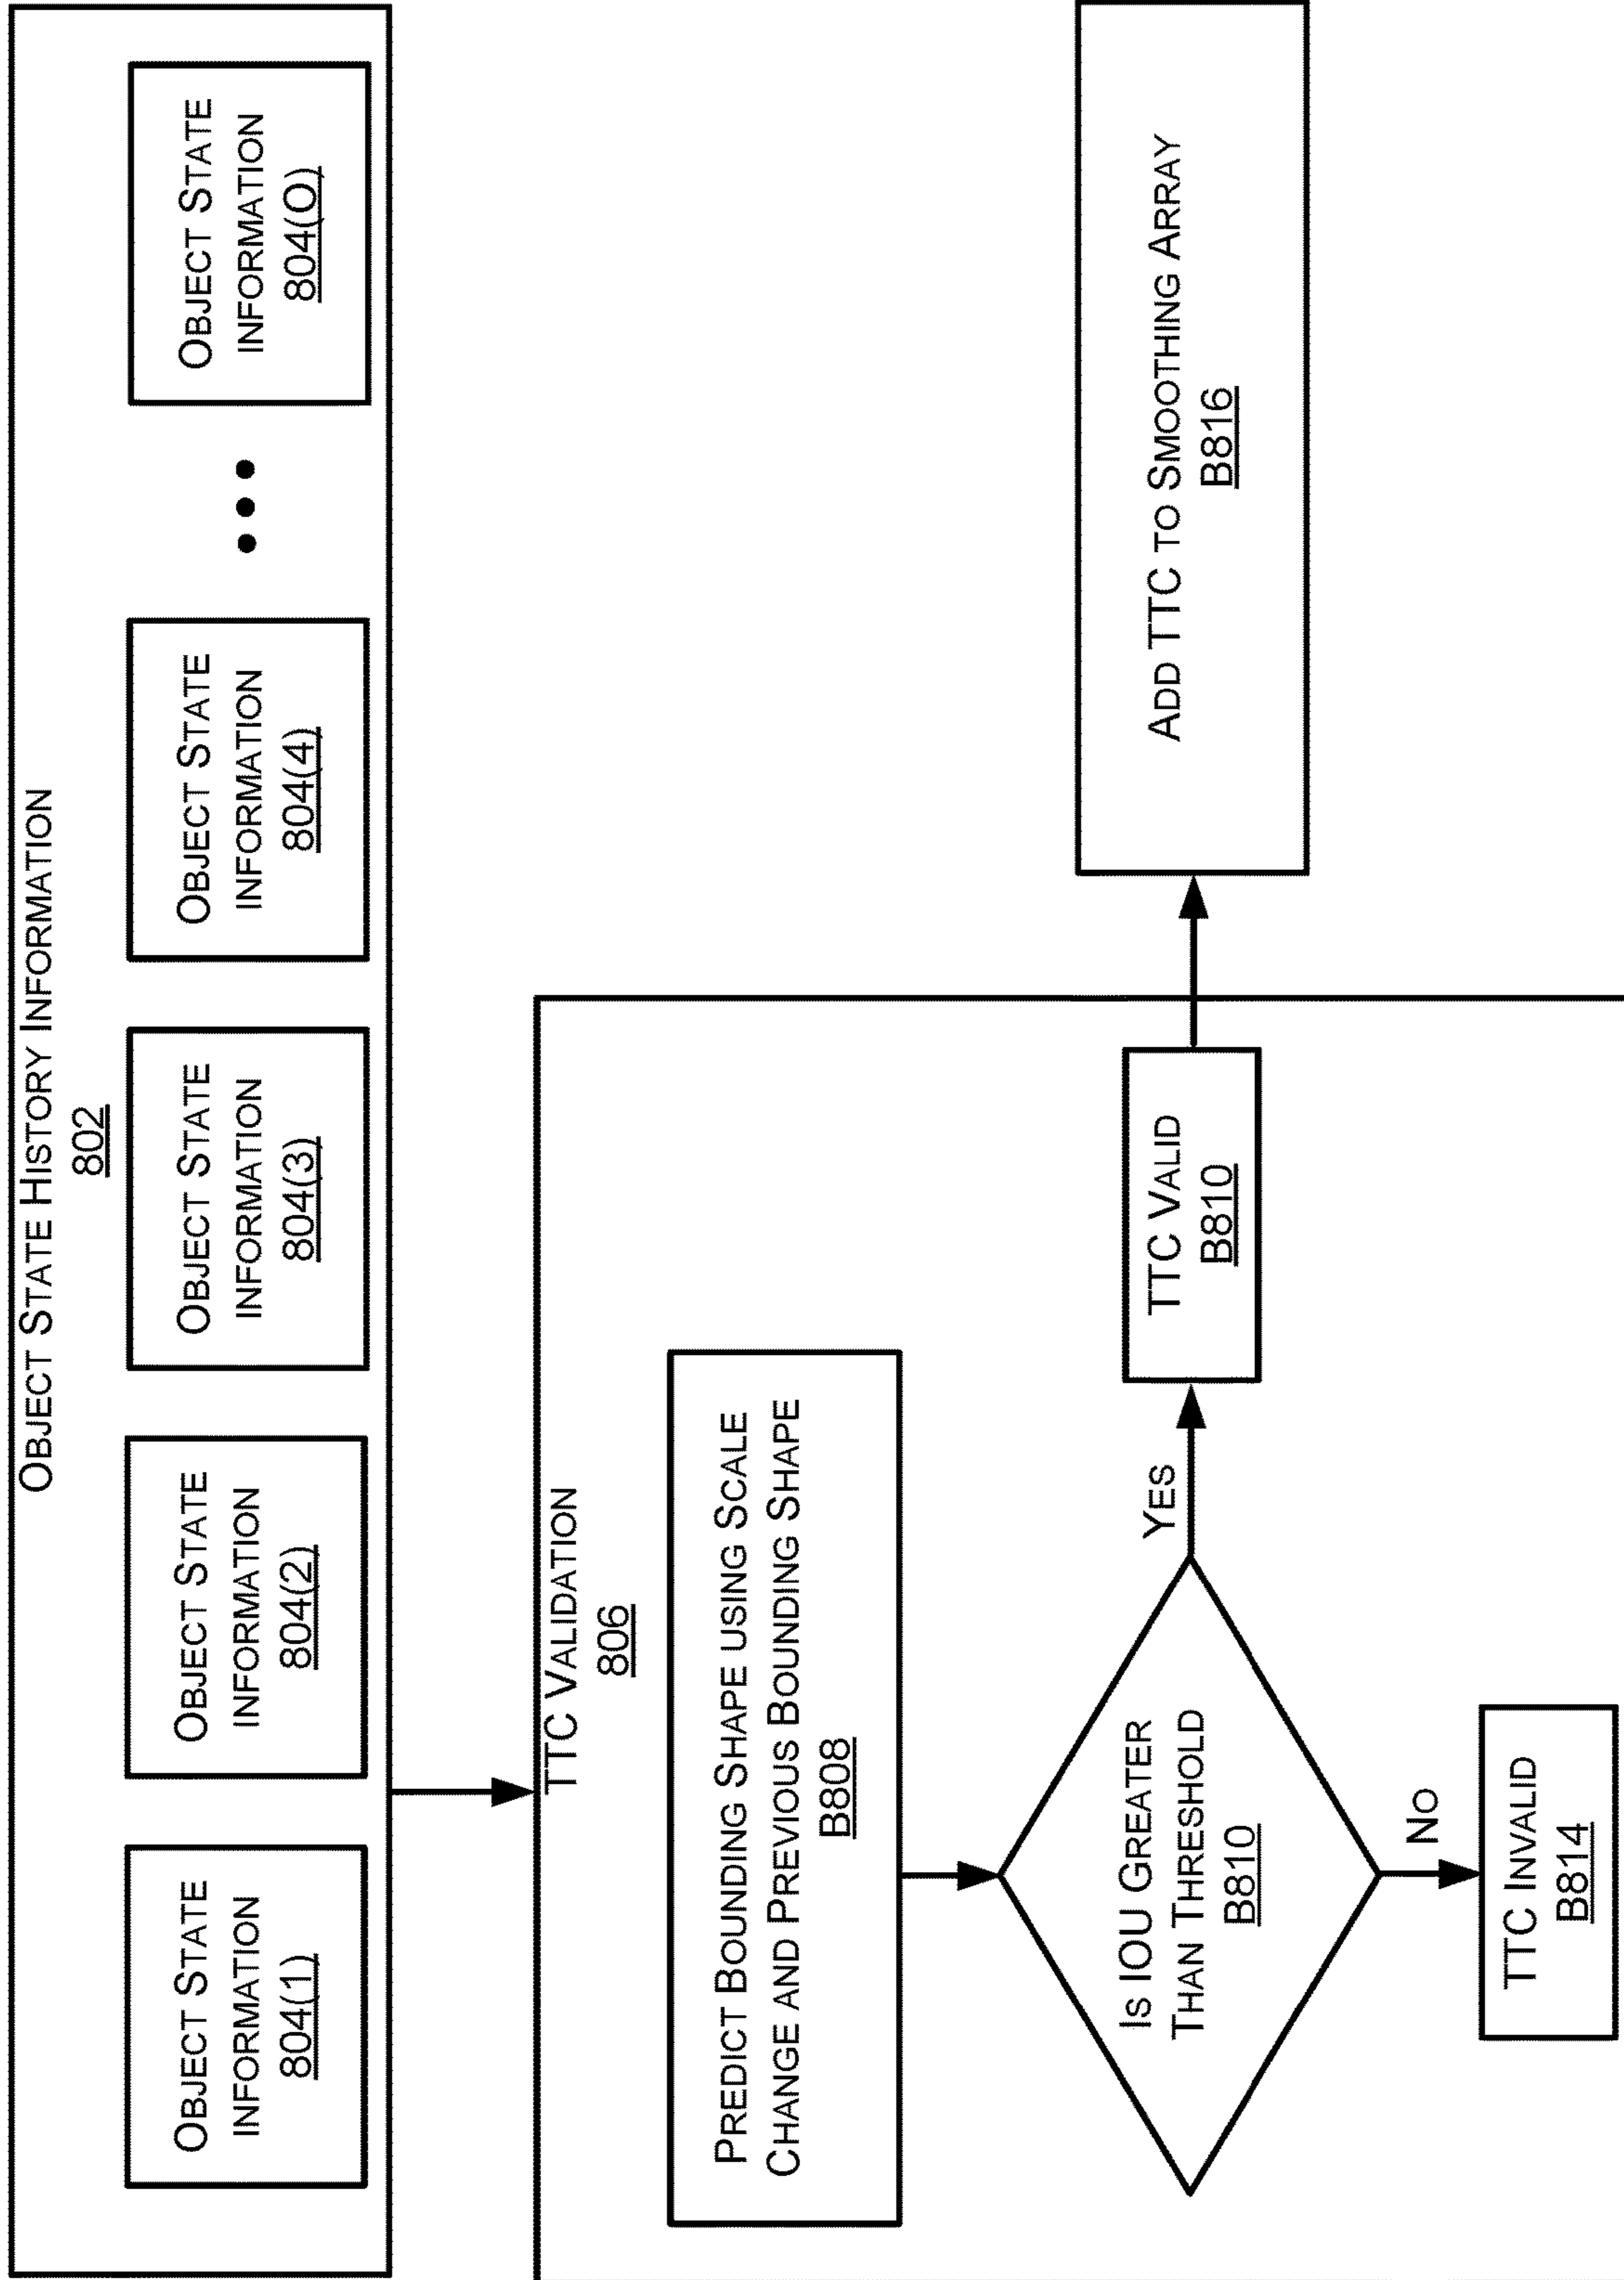 OBJECT STATE HISTORY INFORMATION
802
OBJECT STATE
INFORMATION
804(1)
OBJECT STATE
INFORMATION
804(2)
OBJECT STATE
INFORMATION
804(3)
OBJECT STATE
INFORMATION
804(4)
OBJECT STATE
INFORMATION
804(O)
TTC VALIDATION
806
PREDICT BOUNDING SHAPE USING SCALE
CHANGE AND PREVIOUS BOUNDING SHAPE
B808
IS IOU GREATER
THAN THRESHOLD
B810
YES
TTC VALID
B810
ADD TTC TO SMOOTHING ARRAY
B816
NO
TTC INVALID
B814